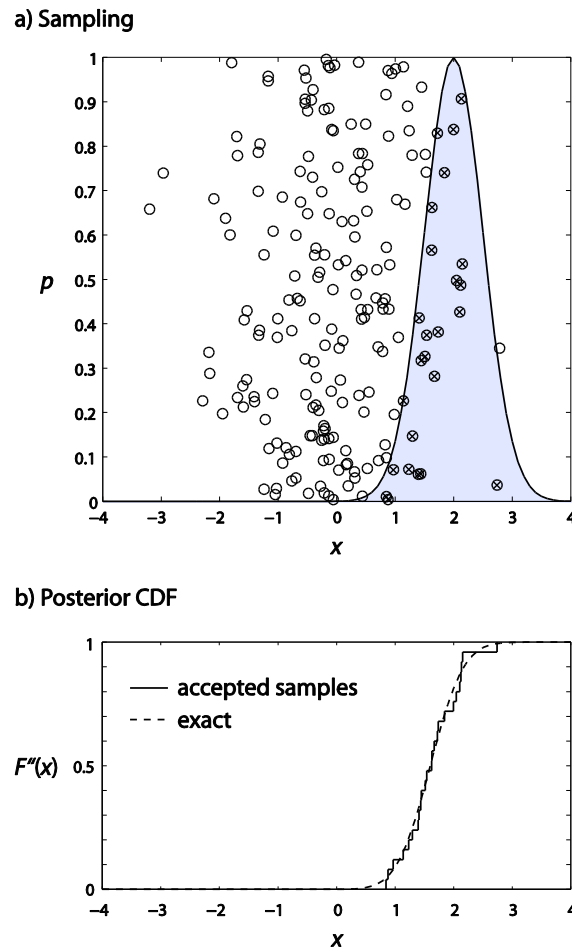 a) Sampling
1
0.9
0.8
0.7
0.6
p 0.5
0.4
0.3
0.2
0.1
0
−4 −3 −2 −1 0 1 2 3 4
x
b) Posterior CDF
1
accepted samples
exact
F″(x) 0.5
0
−4 −3 −2 −1 0 1 2 3 4
x